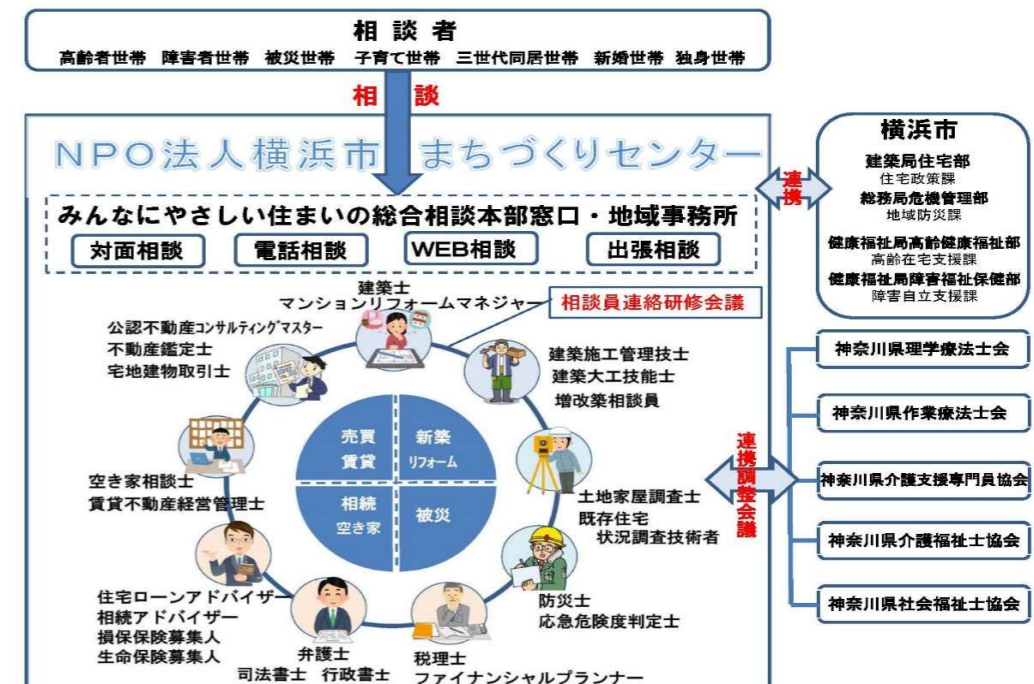 相談者
高齢者世帯 障害者世帯 被災世帯 子育て世帯 三世代同居世帯 新婚世帯 独身世帯
相談
NPO法人横浜市まちづくりセンター
みんなにやさしい住まいの総合相談本部窓口・地域事務所
対面相談 電話相談 WEB相談 出張相談
連携
横浜市
建築局住宅部
住宅政策課
総務局危機管理部
地域防災課
健康福祉局高齢健康福祉部
高齢在宅支援課
健康福祉局障害福祉保健部
障害自立支援課
建築士
マンションリフォームマネジャー
相談員連絡研修会議
公認不動産コンサルティングマスター
不動産鑑定士
宅地建物取引士
建築施工管理技士
建築大工技能士
増改築相談員
空き家相談士
賃貸不動産経営管理士
売買
賃貸
新築
リフォーム
相続
空き家
被災
土地家屋調査士
既存住宅
状況調査技術者
住宅ローンアドバイザー
相続アドバイザー
損保保険募集人
生命保険募集人
弁護士
司法書士 行政書士
税理士
ファイナンシャルプランナー
防災士
応急危険度判定士
連携調整会議
神奈川県理学療法士会
神奈川県作業療法士会
神奈川県介護支援専門員協会
神奈川県介護福祉士協会
神奈川県社会福祉士協会